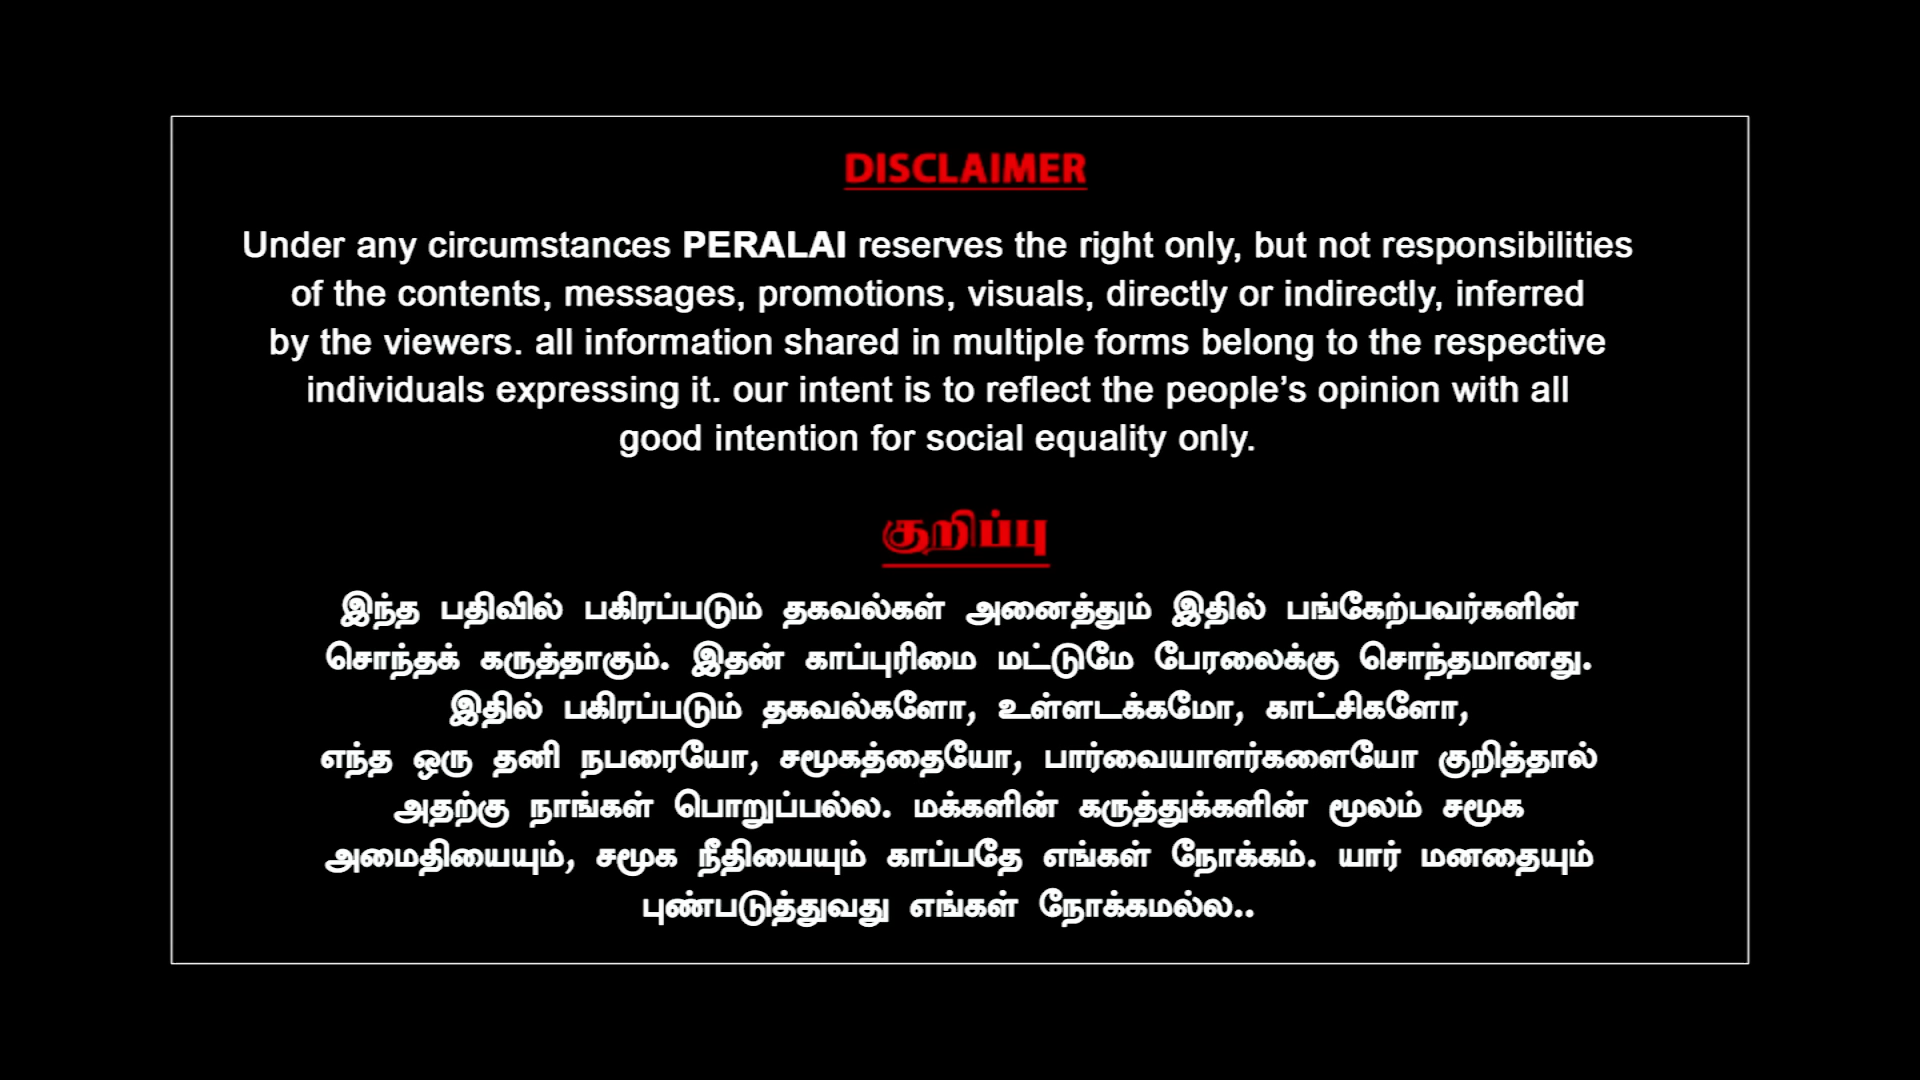 DISCLAIMER
Under any circumstances PERALAI reserves the right only, but not responsibilities
of the contents, messages, promotions, visuals, directly or indirectly, inferred
by the viewers. all information shared in multiple forms belong to the respective
individuals expressing it. our intent is to reflect the people’s opinion with all
good intention for social equality only.
குறிப்பு
இந்த பதிவில் பகிரப்படும் தகவல்கள் அனைத்தும் இதில் பங்கேற்பவர்களின்
சொந்தக் கருத்தாகும். இதன் காப்புரிமை மட்டுமே பேரலைக்கு சொந்தமானது.
இதில் பகிரப்படும் தகவல்களோ, உள்ளடக்கமோ, காட்சிகளோ,
எந்த ஒரு தனி நபரையோ, சமூகத்தையோ, பார்வையாளர்களையோ குறித்தால்
அதற்கு நாங்கள் பொறுப்பல்ல. மக்களின் கருத்துக்களின் மூலம் சமூக
அமைதியையும், சமூக நீதியையும் காப்பதே எங்கள் நோக்கம். யார் மனதையும்
புண்படுத்துவது எங்கள் நோக்கமல்ல..